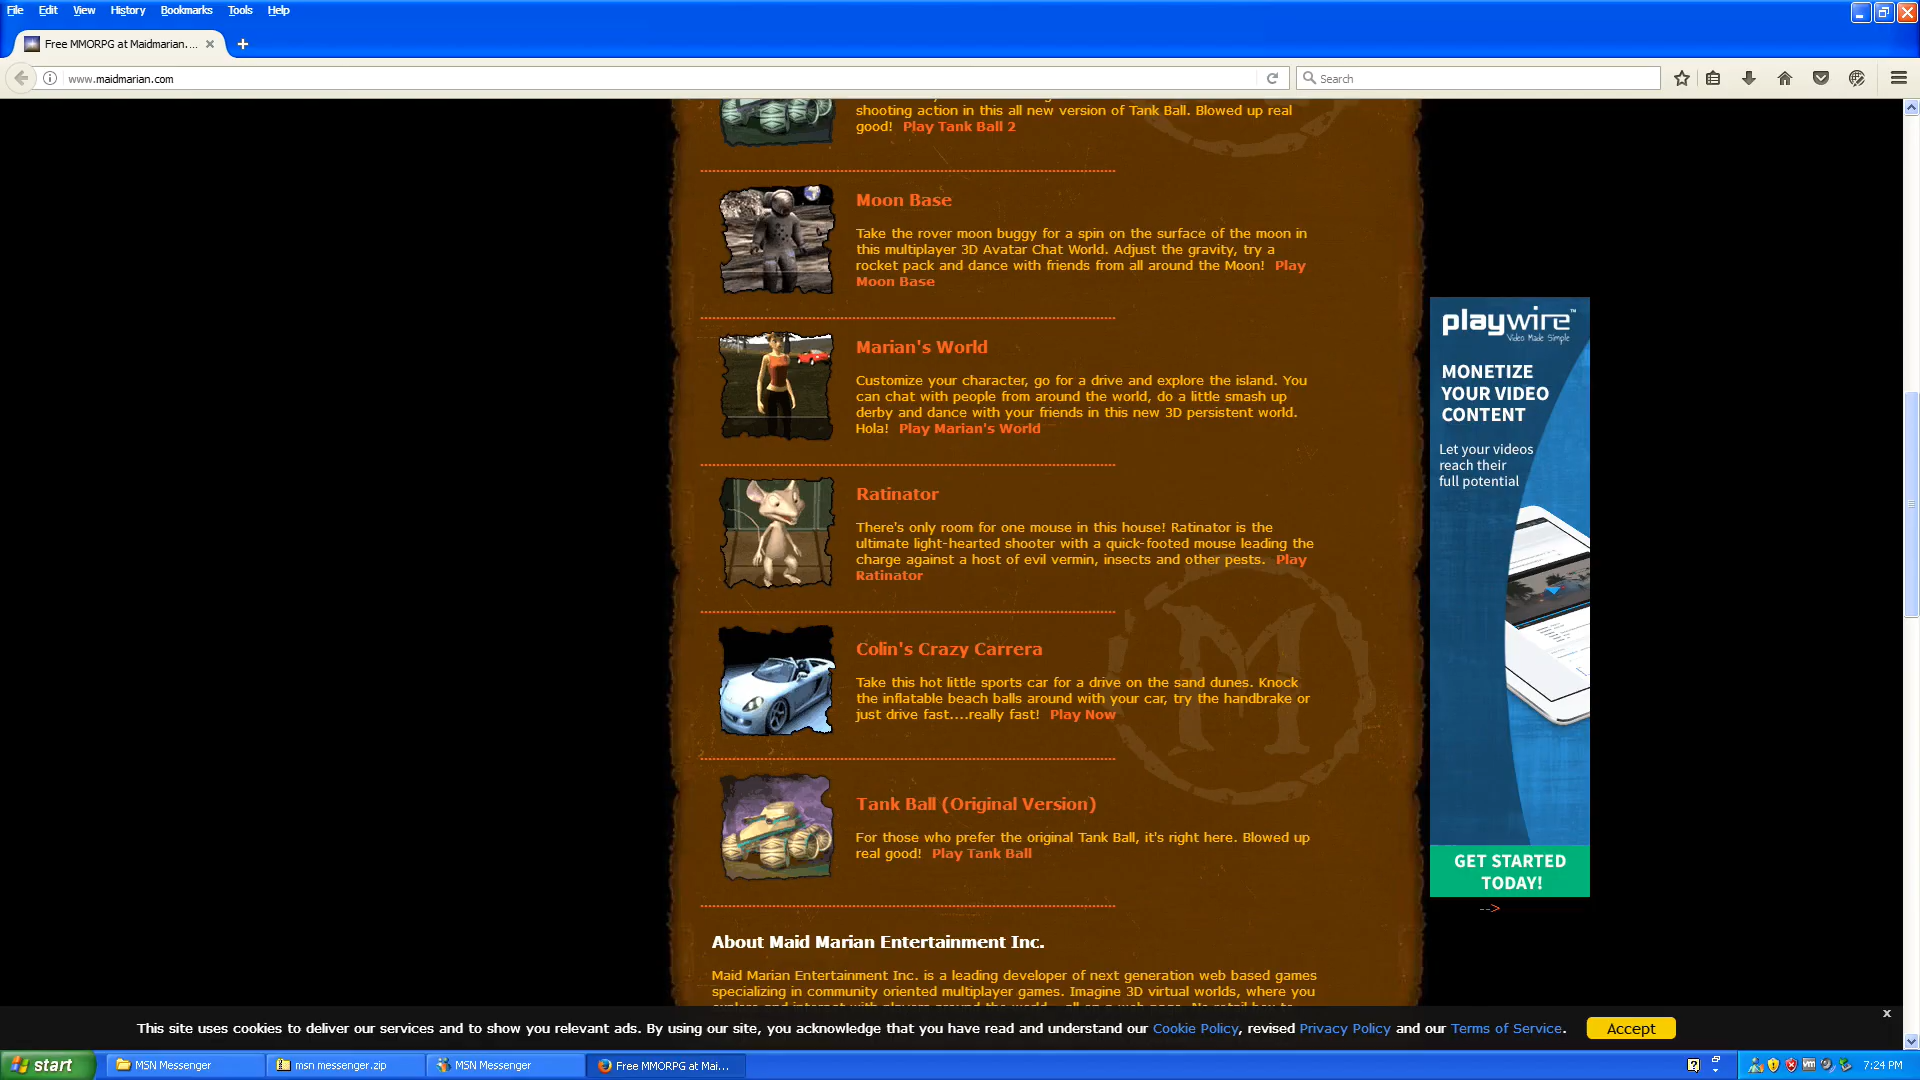 File Edit View History Bookmarks Tools Help
Free MMORPG at Maidmarian....
www.maidmarian.com
Search
shooting action in this all new version of Tank Ball. Blowed up real
good! Play Tank Ball 2
Moon Base
Take the rover moon buggy for a spin on the surface of the moon in
this multiplayer 3D Avatar Chat World. Adjust the gravity, try a
rocket pack and dance with friends from all around the Moon! Play
Moon Base
Marian's World
Customize your character, go for a drive and explore the island. You
can chat with people from around the world, do a little smash up
derby and dance with your friends in this new 3D persistent world.
Hola! Play Marian's World
Ratinator
There's only room for one mouse in this house! Ratinator is the
ultimate light-hearted shooter with a quick-footed mouse leading the
charge against a host of evil vermin, insects and other pests. Play
Ratinator
Colin's Crazy Carrera
Take this hot little sports car for a drive on the sand dunes. Knock
the inflatable beach balls around with your car, try the handbrake or
just drive fast....really fast! Play Now
Tank Ball (Original Version)
For those who prefer the original Tank Ball, it's right here. Blowed up
real good! Play Tank Ball
About Maid Marian Entertainment Inc.
Maid Marian Entertainment Inc. is a leading developer of next generation web based games
specializing in community oriented multiplayer games. Imagine 3D virtual worlds, where you
M
playwire™
Video Made Simple
MONETIZE
YOUR VIDEO
CONTENT
Let your videos
reach their
full potential
GET STARTED
TODAY!
-->
This site uses cookies to deliver our services and to show you relevant ads. By using our site, you acknowledge that you have read and understand our Cookie Policy, revised Privacy Policy and our Terms of Service. Accept
x
start MSN Messenger msn messenger.zip MSN Messenger Free MMORPG at Mai... 7:24 PM